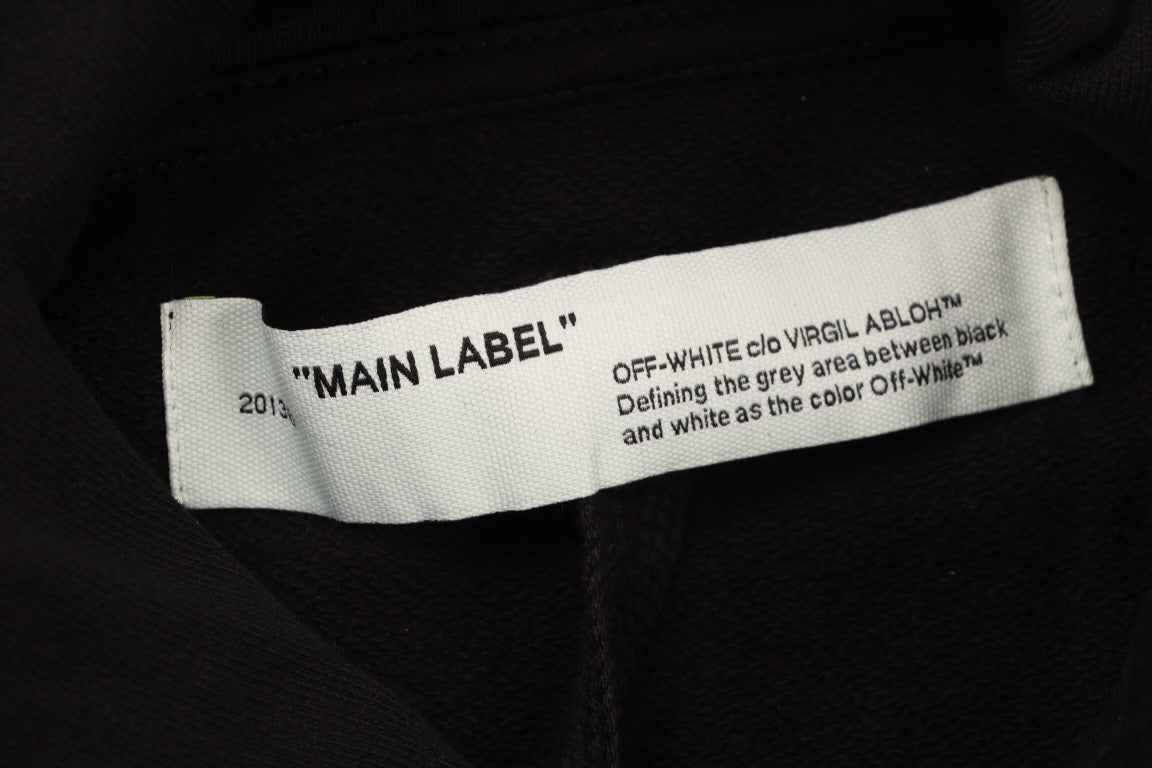 "MAIN LABEL"
OFF-WHITE c/o VIRGIL ABLOH™
Defining the grey area between black
and white as the color Off-White™